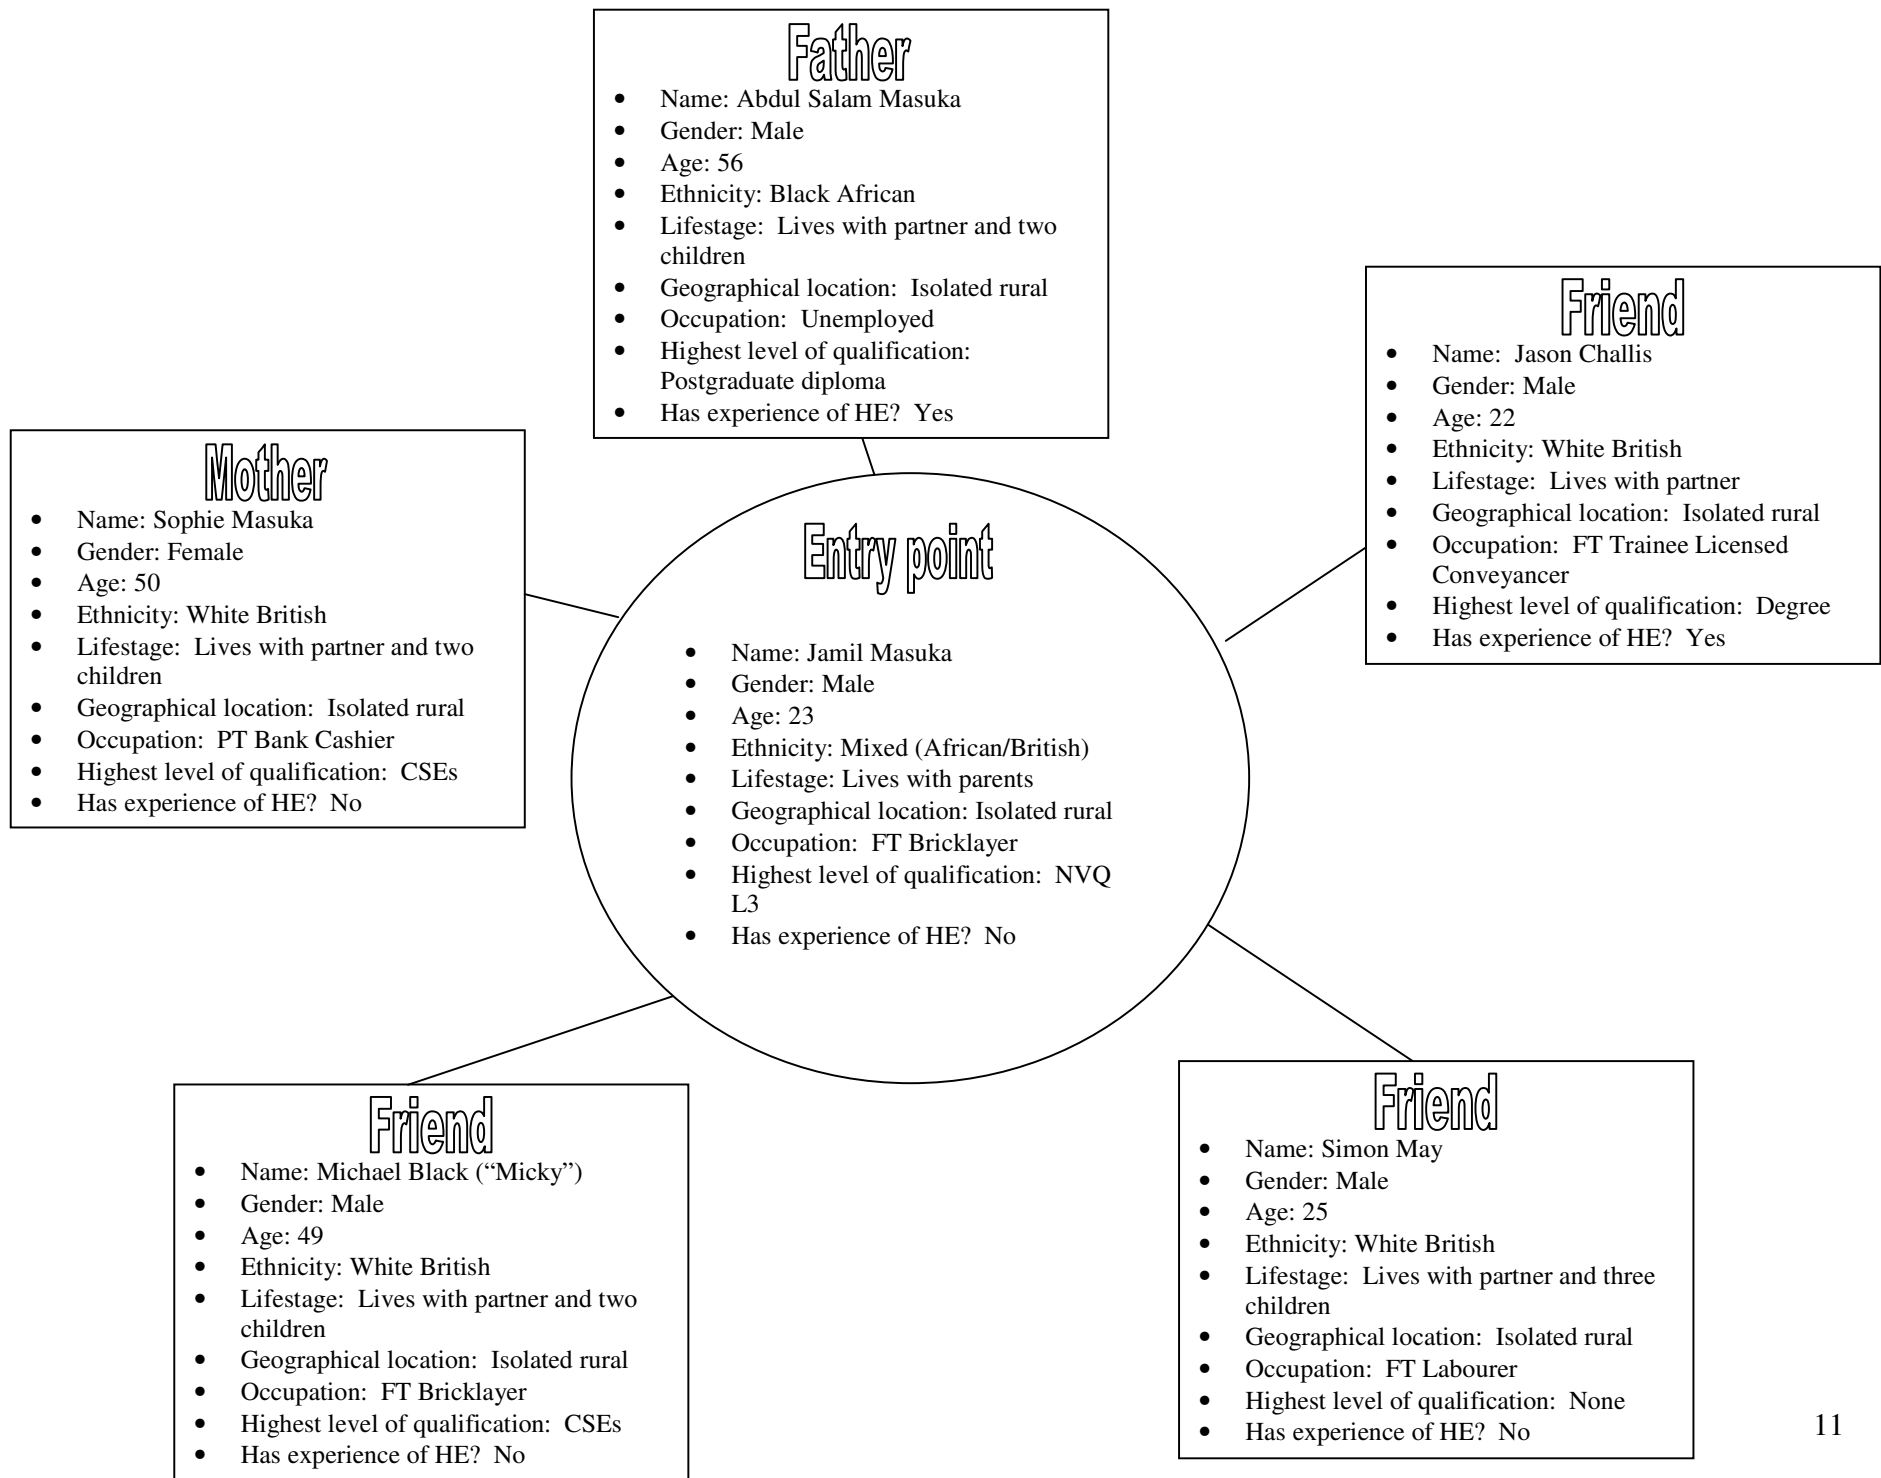 Father
• Name: Abdul Salam Masuka
• Gender: Male
• Age: 56
• Ethnicity: Black African
• Lifestage: Lives with partner and two
children
• Geographical location: Isolated rural
• Occupation: Unemployed
• Highest level of qualification:
Postgraduate diploma
• Has experience of HE? Yes
Friend
• Name: Jason Challis
• Gender: Male
• Age: 22
• Ethnicity: White British
• Lifestage: Lives with partner
• Geographical location: Isolated rural
• Occupation: FT Trainee Licensed
Conveyancer
• Highest level of qualification: Degree
• Has experience of HE? Yes
Mother
• Name: Sophie Masuka
• Gender: Female
• Age: 50
• Ethnicity: White British
• Lifestage: Lives with partner and two
children
• Geographical location: Isolated rural
• Occupation: PT Bank Cashier
• Highest level of qualification: CSEs
• Has experience of HE? No
Entry point
• Name: Jamil Masuka
• Gender: Male
• Age: 23
• Ethnicity: Mixed (African/British)
• Lifestage: Lives with parents
• Geographical location: Isolated rural
• Occupation: FT Bricklayer
• Highest level of qualification: NVQ
L3
• Has experience of HE? No
Friend
• Name: Michael Black (“Micky”)
• Gender: Male
• Age: 49
• Ethnicity: White British
• Lifestage: Lives with partner and two
children
• Geographical location: Isolated rural
• Occupation: FT Bricklayer
• Highest level of qualification: CSEs
• Has experience of HE? No
Friend
• Name: Simon May
• Gender: Male
• Age: 25
• Ethnicity: White British
• Lifestage: Lives with partner and three
children
• Geographical location: Isolated rural
• Occupation: FT Labourer
• Highest level of qualification: None
• Has experience of HE? No
11